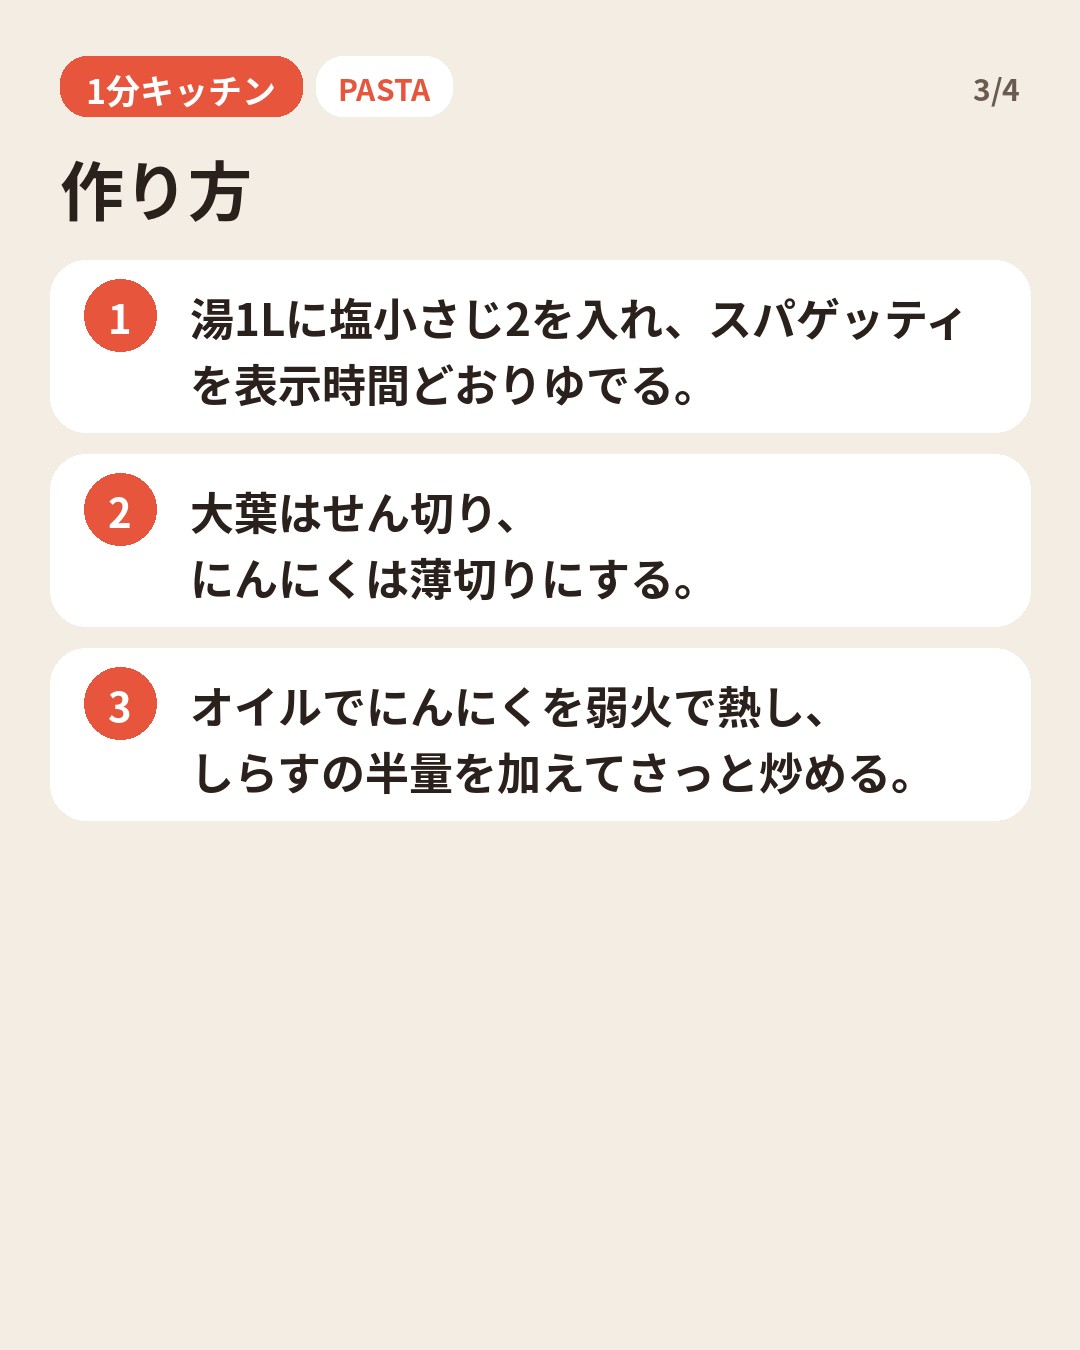 1分キッチン PASTA 3/4
作り方
1 湯1Lに塩小さじ2を入れ、スパゲッティ
を表示時間どおりゆでる。
2 大葉はせん切り、
にんにくは薄切りにする。
3 オイルでにんにくを弱火で熱し、
しらすの半量を加えてさっと炒める。